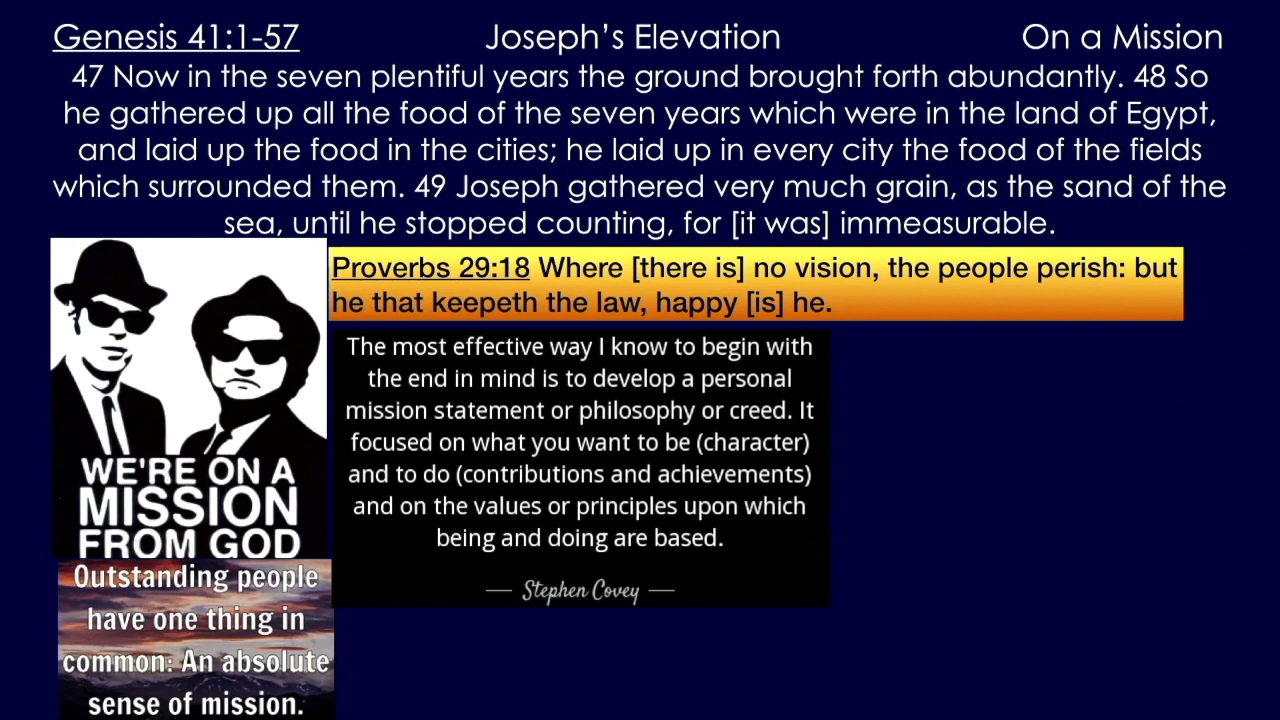 Genesis 41:1-57 Joseph’s Elevation On a Mission
47 Now in the seven plentiful years the ground brought forth abundantly. 48 So
he gathered up all the food of the seven years which were in the land of Egypt,
and laid up the food in the cities; he laid up in every city the food of the fields
which surrounded them. 49 Joseph gathered very much grain, as the sand of the
sea, until he stopped counting, for [it was] immeasurable.
Proverbs 29:18 Where [there is] no vision, the people perish: but
he that keepeth the law, happy [is] he.
WE'RE ON A
MISSION
FROM GOD
The most effective way I know to begin with
the end in mind is to develop a personal
mission statement or philosophy or creed. It
focused on what you want to be (character)
and to do (contributions and achievements)
and on the values or principles upon which
being and doing are based.
Stephen Covey
Outstanding people
have one thing in
common: An absolute
sense of mission.